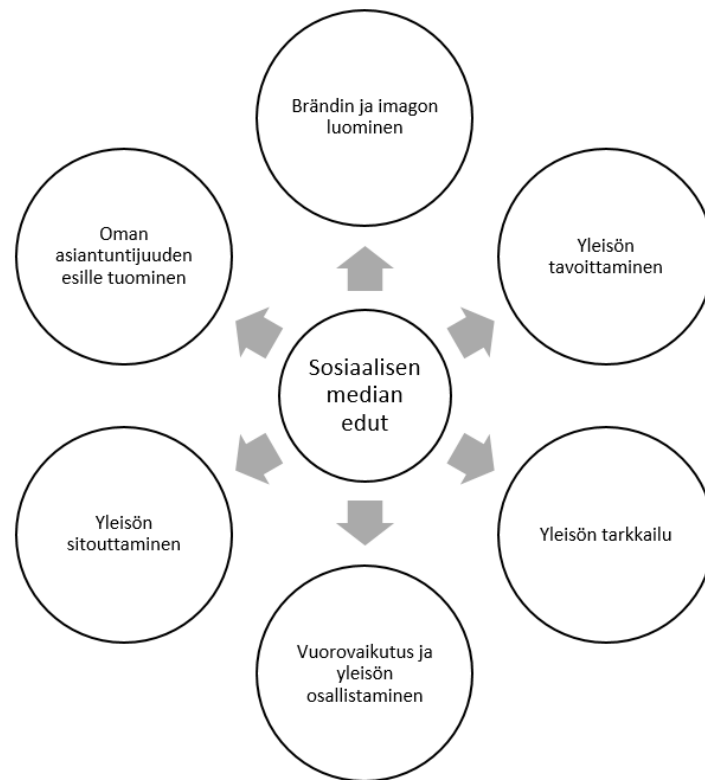 Brändin ja imagon
luominen
Oman
asiantuntijuuden
esille tuominen
Yleisön
tavoittaminen
Sosiaalisen
median
edut
Yleisön
sitouttaminen
Yleisön tarkkailu
Vuorovaikutus ja
yleisön
osallistaminen